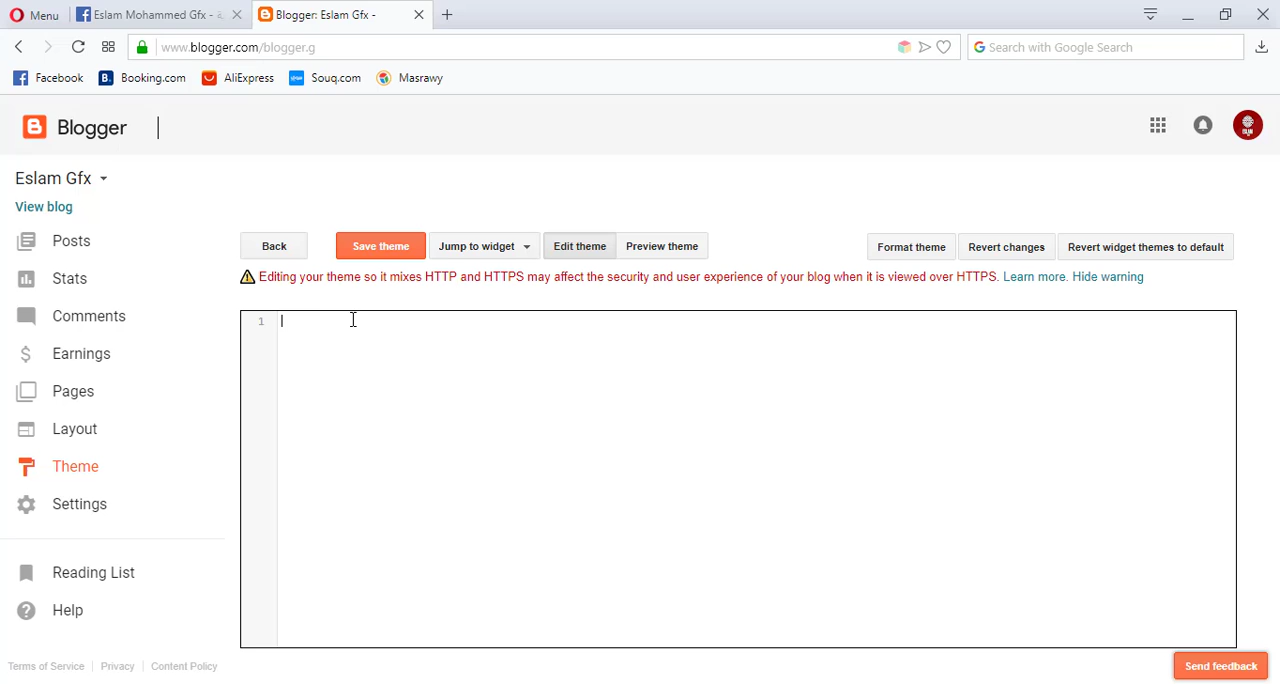 Menu
Eslam Mohammed Gfx -
Blogger: Eslam Gfx -
www.blogger.com/blogger.g
Search with Google Search
Facebook
Booking.com
AliExpress
Souq.com
Masrawy
Blogger
Eslam Gfx
View blog
Posts
Stats
Comments
Earnings
Pages
Layout
Theme
Settings
Reading List
Help
Terms of Service | Privacy | Content Policy
Back
Save theme
Jump to widget
Edit theme
Preview theme
Format theme
Revert changes
Revert widget themes to default
Editing your theme so it mixes HTTP and HTTPS may affect the security and user experience of your blog when it is viewed over HTTPS. Learn more. Hide warning
1
Send feedback